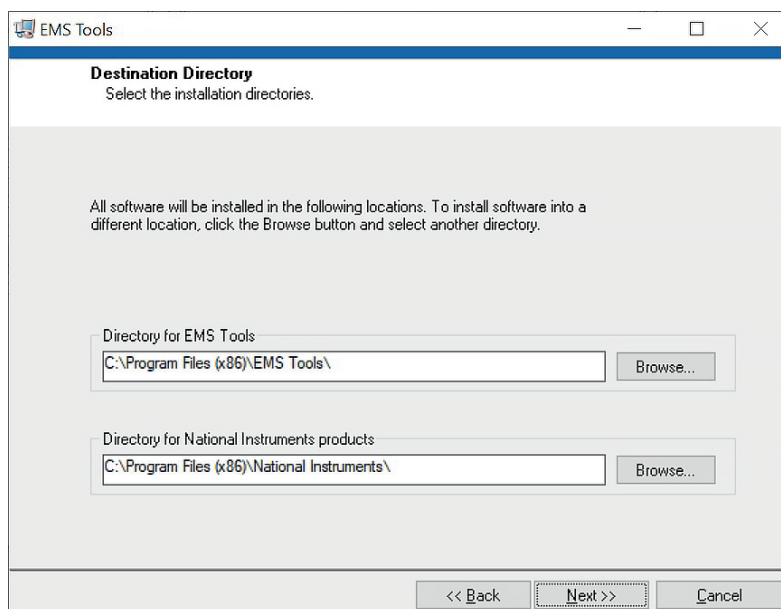 EMS Tools
Destination Directory
Select the installation directories.
All software will be installed in the following locations. To install software into a
different location, click the Browse button and select another directory.
Directory for EMS Tools
C:\Program Files (x86)\EMS Tools\
Browse...
Directory for National Instruments products
C:\Program Files (x86)\National Instruments\
Browse...
<< Back
Next >>
Cancel